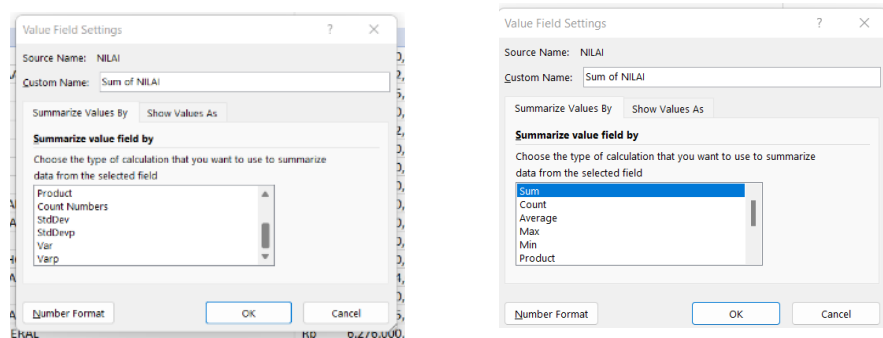 Value Field Settings ? ×
Source Name: NILAI
Custom Name: Sum of NILAI
Summarize Values By Show Values As
Summarize value field by
Choose the type of calculation that you want to use to summarize
data from the selected field
Product
Count Numbers
StdDev
StdDevp
Var
Varp
Number Format OK Cancel
ERAL Rp 6.276.000,
Value Field Settings ? ×
Source Name: NILAI
Custom Name: Sum of NILAI
Summarize Values By Show Values As
Summarize value field by
Choose the type of calculation that you want to use to summarize
data from the selected field
Sum
Count
Average
Max
Min
Product
Number Format OK Cancel